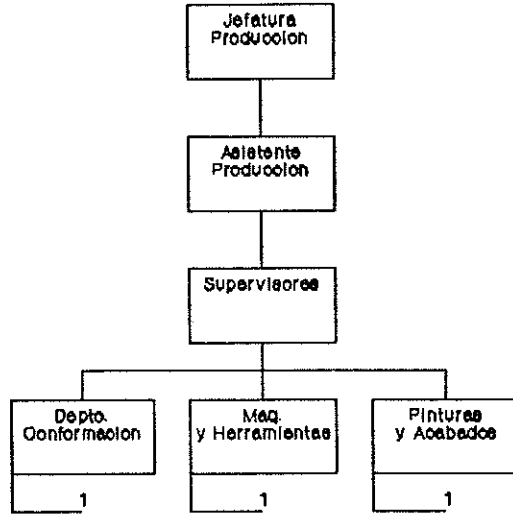 Jefatura
Produccion
Asistente
Produccion
Supervisores
Depto.
Conformacion
Maq.
y Herramientas
Pinturas
y Acabados
1
1
1